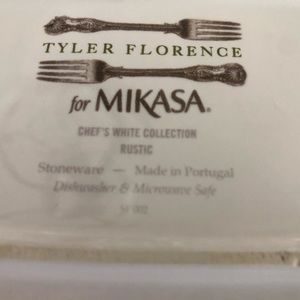 TYLER FLORENCE
for MIKASA®
CHEF'S WHITE COLLECTION
RUSTIC
Stoneware — Made in Portugal
Dishwasher & Microwave Safe